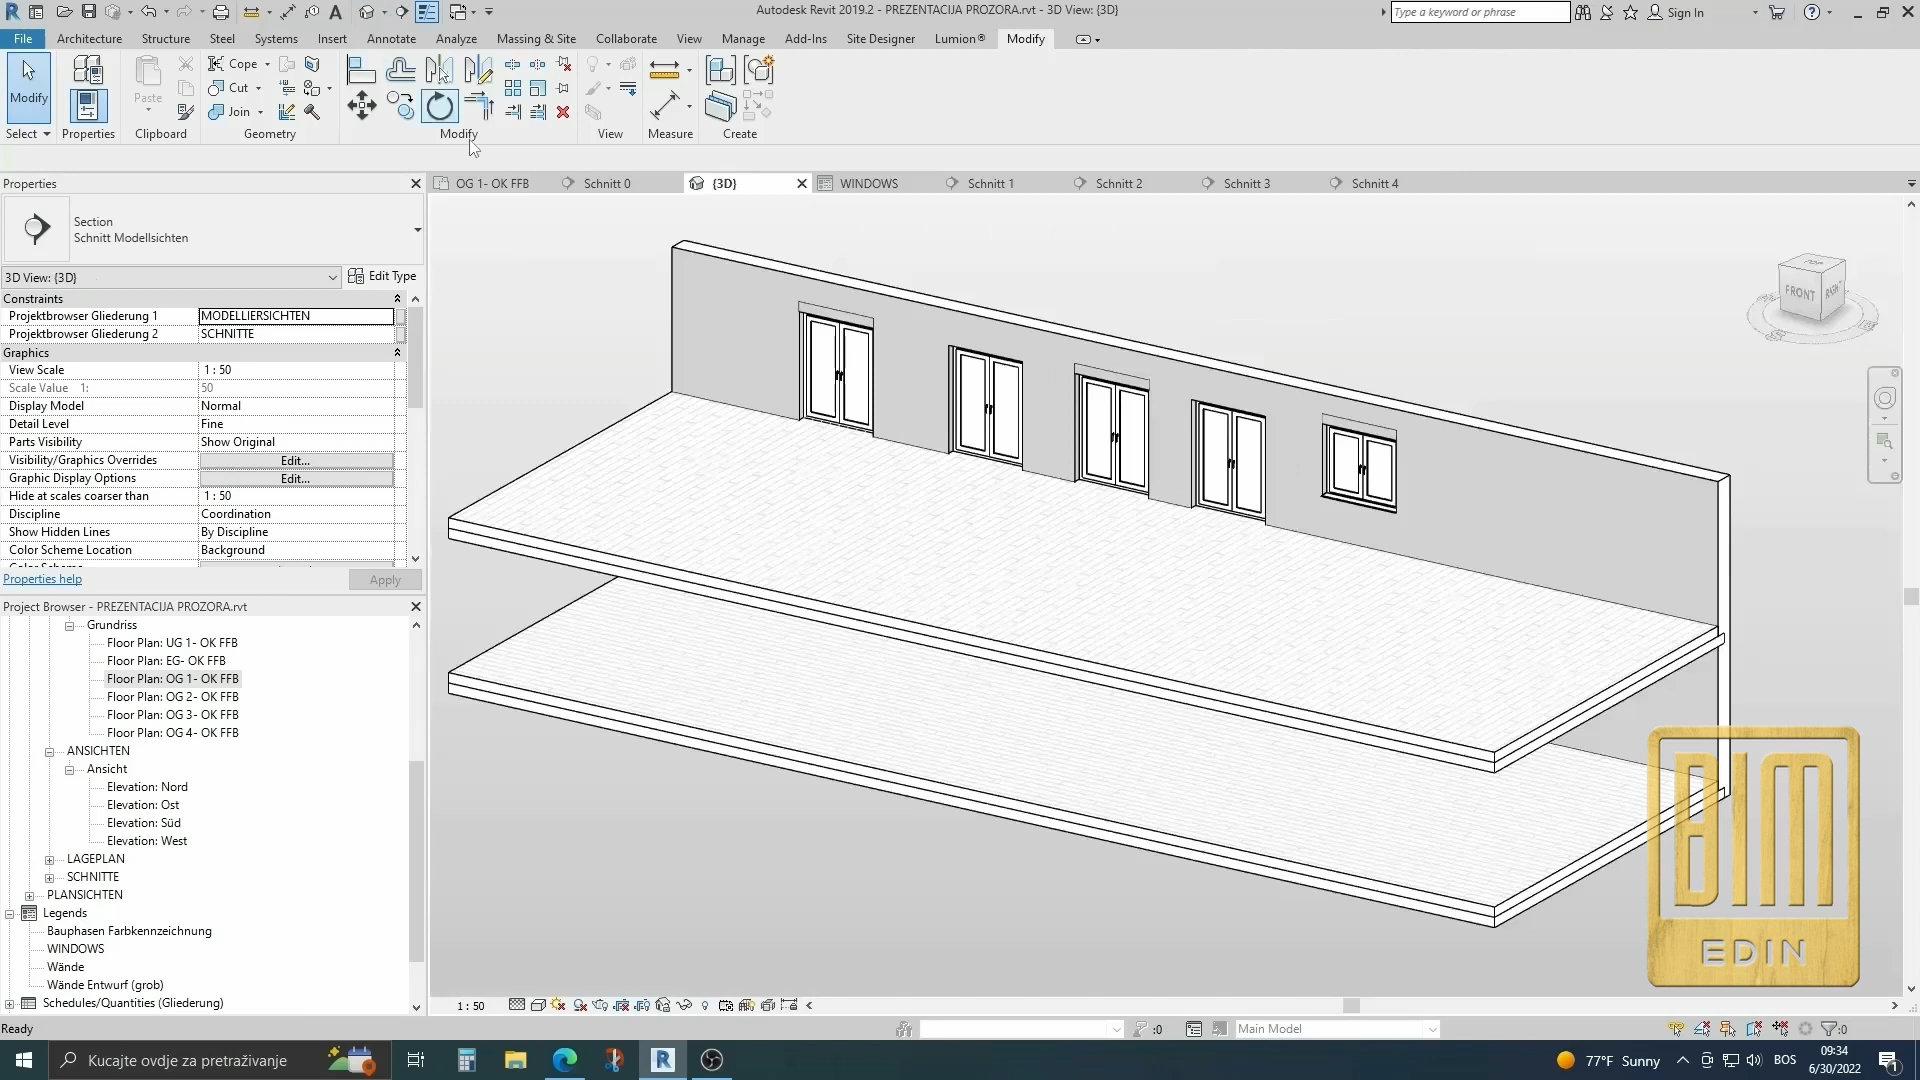 Autodesk Revit 2019.2 - PREZENTACIJA PROZORA.rvt - 3D View: {3D}
Type a keyword or phrase
Sign In
File Architecture Structure Steel Systems Insert Annotate Analyze Massing & Site Collaborate View Manage Add-Ins Site Designer Lumion® Modify
Modify
Select
Properties
Paste
Clipboard
Cope
Cut
Join
Geometry
Modify
View
Measure
Create
Properties
OG 1- OK FFB
Schnitt 0
{3D}
WINDOWS
Schnitt 1
Schnitt 2
Schnitt 3
Schnitt 4
Section
Schnitt Modellsichten
3D View: {3D}
Edit Type
Constraints
Projektbrowser Gliederung 1 MODELLIERSICHTEN
Projektbrowser Gliederung 2 SCHNITTE
Graphics
View Scale 1 : 50
Scale Value 1: 50
Display Model Normal
Detail Level Fine
Parts Visibility Show Original
Visibility/Graphics Overrides Edit...
Graphic Display Options Edit...
Hide at scales coarser than 1 : 50
Discipline Coordination
Show Hidden Lines By Discipline
Color Scheme Location Background
Properties help
Apply
Project Browser - PREZENTACIJA PROZORA.rvt
Grundriss
Floor Plan: UG 1- OK FFB
Floor Plan: EG- OK FFB
Floor Plan: OG 1- OK FFB
Floor Plan: OG 2- OK FFB
Floor Plan: OG 3- OK FFB
Floor Plan: OG 4- OK FFB
ANSICHTEN
Ansicht
Elevation: Nord
Elevation: Ost
Elevation: Süd
Elevation: West
LAGEPLAN
SCHNITTE
PLANSICHTEN
Legends
Bauphasen Farbkennzeichnung
WINDOWS
Wände
Wände Entwurf (grob)
Schedules/Quantities (Gliederung)
TOP
FRONT
RIGHT
BIM
EDIN
1 : 50
Ready
:0
Main Model
:0
Kucajte ovdje za pretraživanje
77°F Sunny
BOS
09:34
6/30/2022
1